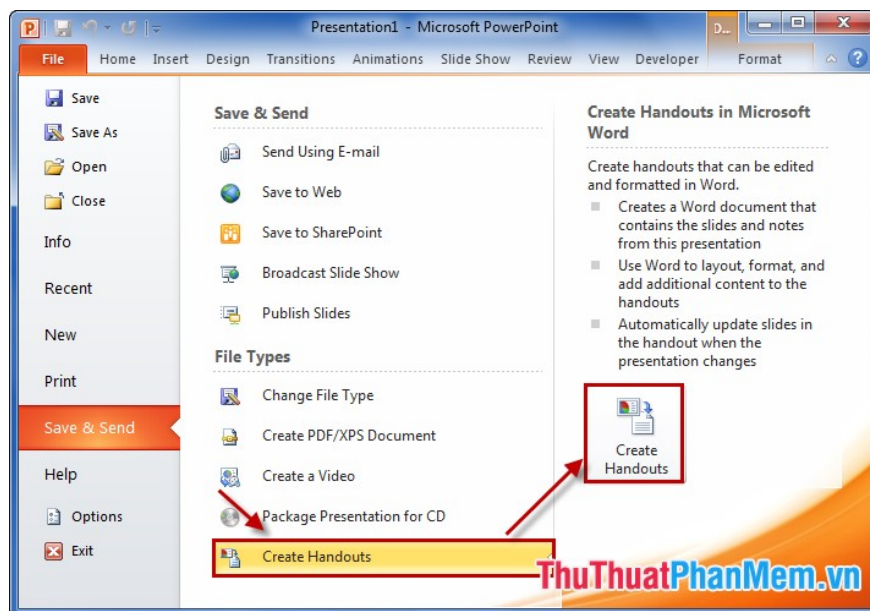 Presentation1 - Microsoft PowerPoint
D...
File Home Insert Design Transitions Animations Slide Show Review View Developer Format
Save
Save As
Open
Close
Info
Recent
New
Print
Save & Send
Help
Options
Exit
Save & Send
Send Using E-mail
Save to Web
Save to SharePoint
Broadcast Slide Show
Publish Slides
File Types
Change File Type
Create PDF/XPS Document
Create a Video
Package Presentation for CD
Create Handouts
Create Handouts in Microsoft
Word
Create handouts that can be edited
and formatted in Word.
Creates a Word document that
contains the slides and notes
from this presentation
Use Word to layout, format, and
add additional content to the
handouts
Automatically update slides in
the handout when the
presentation changes
Create
Handouts
ThuThuatPhanMem.vn